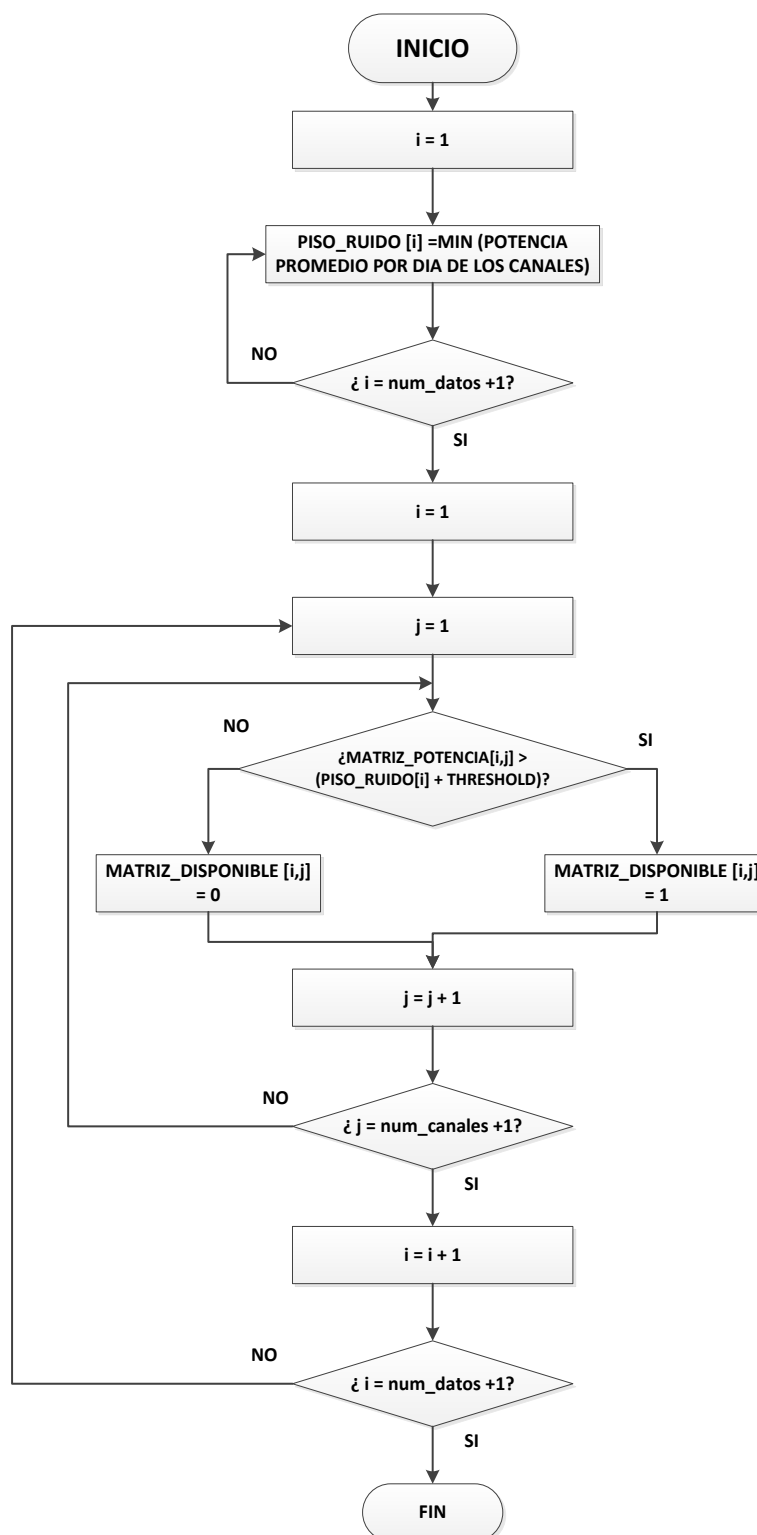 INICIO
i = 1
PISO_RUIDO [i] =MIN (POTENCIA
PROMEDIO POR DIA DE LOS CANALES)
NO
¿ i = num_datos +1?
SI
i = 1
j = 1
NO
SI
¿MATRIZ_POTENCIA[i,j] >
(PISO_RUIDO[i] + THRESHOLD)?
MATRIZ_DISPONIBLE [i,j]
= 0
MATRIZ_DISPONIBLE [i,j]
= 1
j = j + 1
NO
¿ j = num_canales +1?
SI
i = i + 1
NO
¿ i = num_datos +1?
SI
FIN